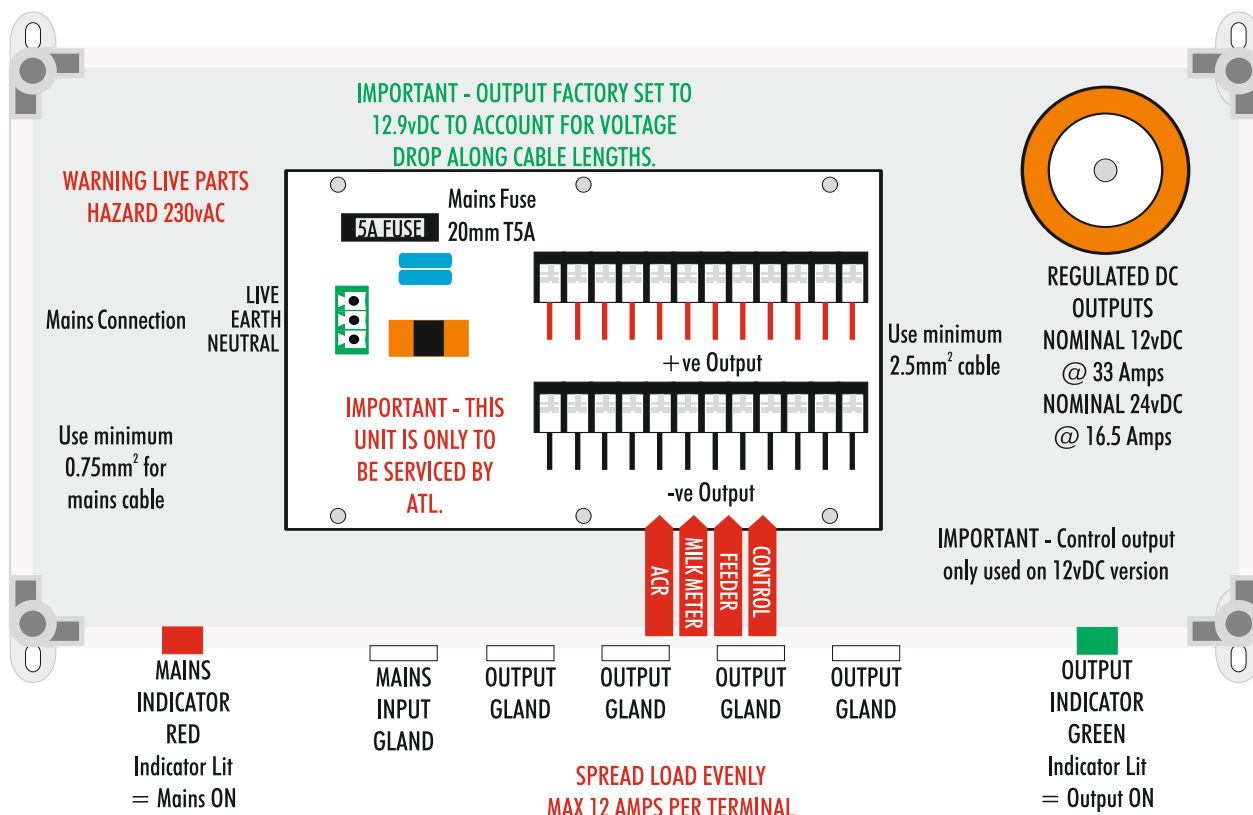 IMPORTANT - OUTPUT FACTORY SET TO
12.9vDC TO ACCOUNT FOR VOLTAGE
DROP ALONG CABLE LENGTHS.
WARNING LIVE PARTS
HAZARD 230vAC
5A FUSE
Mains Fuse
20mm T5A
LIVE
EARTH
NEUTRAL
Mains Connection
+ve Output
Use minimum
2.5mm² cable
REGULATED DC
OUTPUTS
NOMINAL 12vDC
@ 33 Amps
NOMINAL 24vDC
@ 16.5 Amps
IMPORTANT - THIS
UNIT IS ONLY TO
BE SERVICED BY
ATL.
Use minimum
0.75mm² for
mains cable
-ve Output
ACR
MILK METER
FEEDER
CONTROL
IMPORTANT - Control output
only used on 12vDC version
MAINS
INDICATOR
RED
Indicator Lit
= Mains ON
MAINS
INPUT
GLAND
OUTPUT
GLAND
OUTPUT
GLAND
OUTPUT
GLAND
OUTPUT
GLAND
OUTPUT
INDICATOR
GREEN
Indicator Lit
= Output ON
SPREAD LOAD EVENLY
MAX 12 AMPS PER TERMINAL